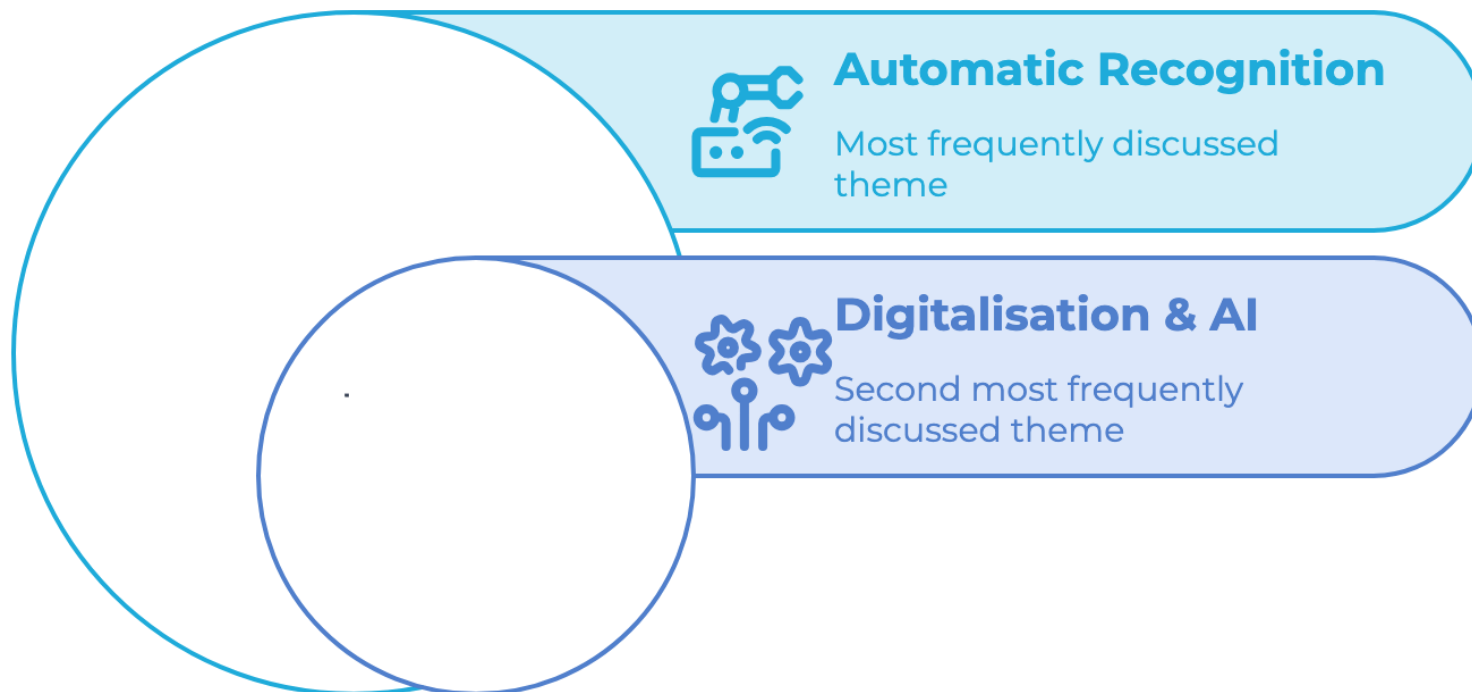 Automatic Recognition
Most frequently discussed
theme
Digitalisation & AI
Second most frequently
discussed theme